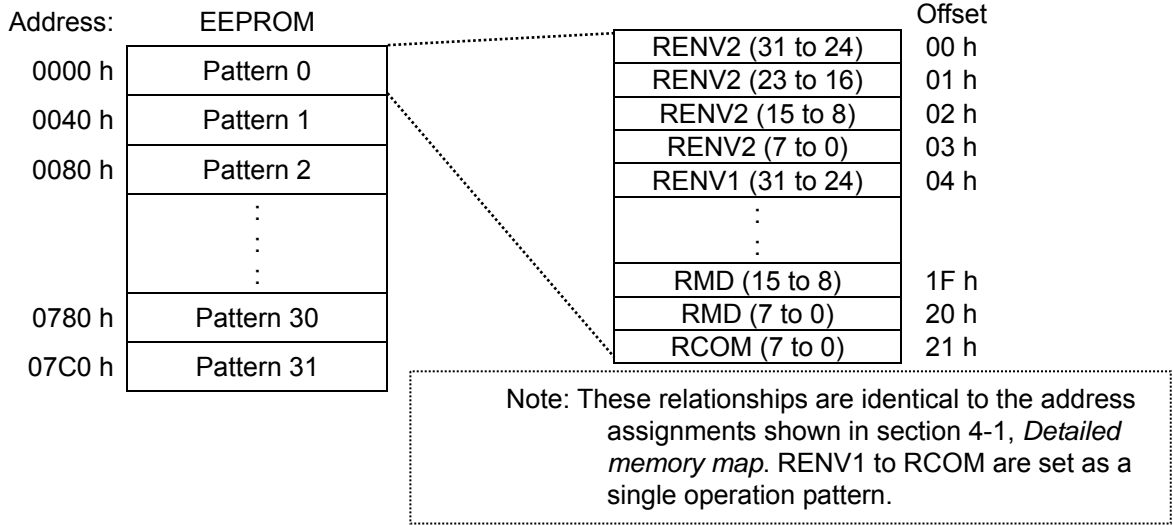 Address: EEPROM
0000 h Pattern 0
0040 h Pattern 1
0080 h Pattern 2
:
:
:
0780 h Pattern 30
07C0 h Pattern 31
Offset
RENV2 (31 to 24) 00 h
RENV2 (23 to 16) 01 h
RENV2 (15 to 8) 02 h
RENV2 (7 to 0) 03 h
RENV1 (31 to 24) 04 h
:
:
RMD (15 to 8) 1F h
RMD (7 to 0) 20 h
RCOM (7 to 0) 21 h
Note: These relationships are identical to the address
assignments shown in section 4-1, Detailed
memory map. RENV1 to RCOM are set as a
single operation pattern.